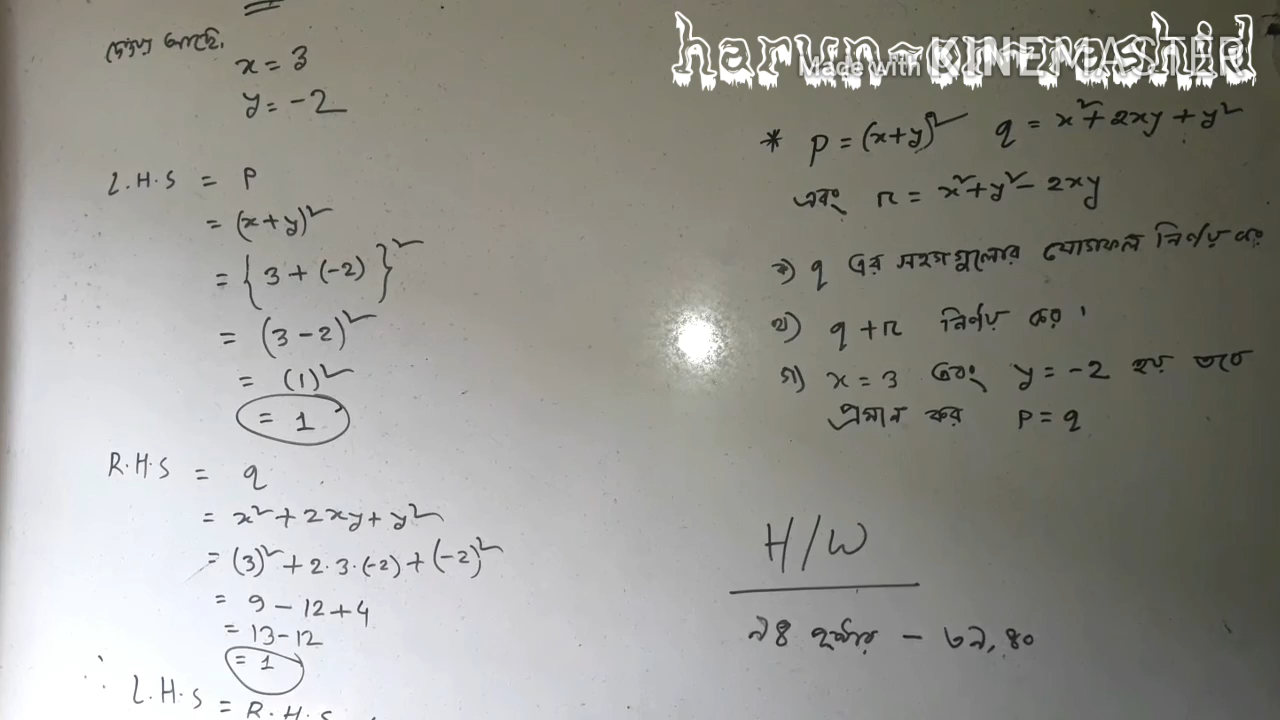 দেওয়া আছে,
x = 3
y = -2
L.H.S = P
= (x+y)²
= {3 + (-2)}²
= (3-2)²
= (1)²
= 1
R.H.S = q
= x² + 2xy + y²
= (3)² + 2·3·(-2) + (-2)²
= 9 - 12 + 4
= 13 - 12
= 1
∴ L.H.S = R.H.S
harun-or-rashid
Made with KINEMASTER
* p = (x+y)² q = x² + 2xy + y²
এবং r = x² + y² - 2xy
ক) q এর সহগগুলোর যোগফল নির্ণয় কর
খ) q + r নির্ণয় কর।
গ) x = 3 এবং y = -2 হয় তবে
প্রমান কর P = q
H/W
৯৪ পৃষ্ঠার - ৩৯, ৪০